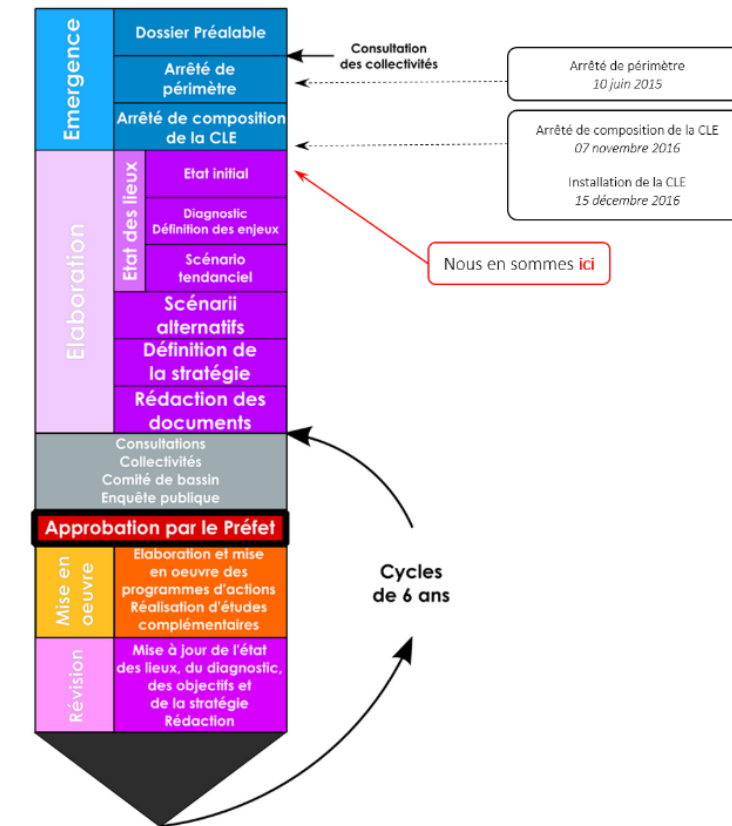 Emergence
Dossier Préalable
Consultation
des collectivités
Arrêté de
périmètre
Arrêté de périmètre
10 juin 2015
Arrêté de composition
de la CLE
Arrêté de composition de la CLE
07 novembre 2016
Installation de la CLE
15 décembre 2016
Elaboration
Etat des lieux
Etat initial
Diagnostic
Définition des enjeux
Scénario
tendanciel
Nous en sommes ici
Scénarii
alternatifs
Définition de
la stratégie
Rédaction des
documents
Consultations
Collectivités
Comité de bassin
Enquête publique
Approbation par le Préfet
Mise en
oeuvre
Elaboration et mise
en oeuvre des
programmes d'actions
Réalisation d'études
complémentaires
Cycles
de 6 ans
Révision
Mise à jour de l'état
des lieux, du diagnostic,
des objectifs et
de la stratégie
Rédaction